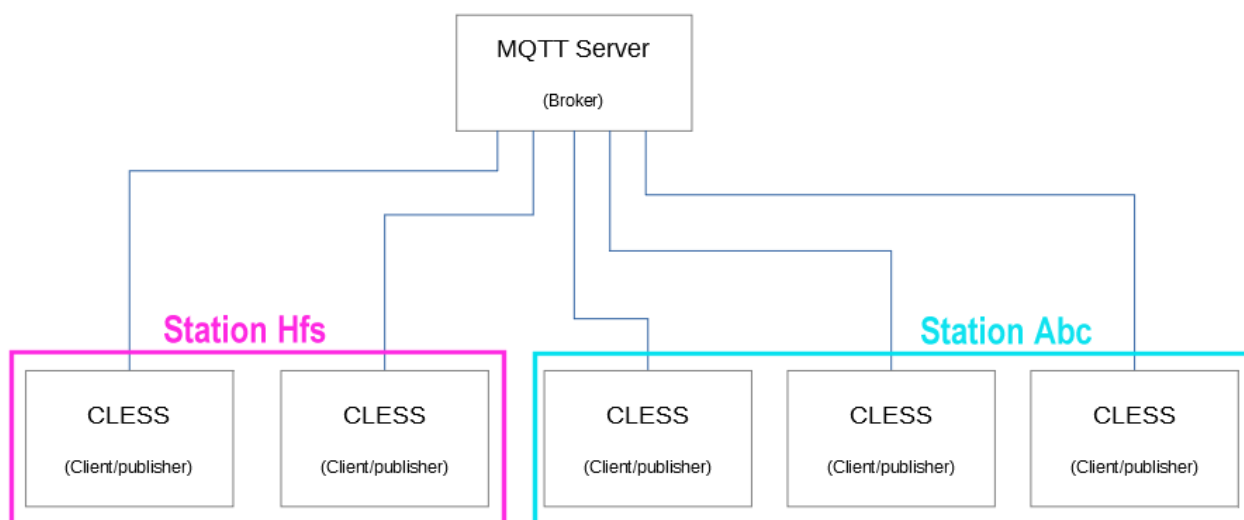 MQTT Server
(Broker)
Station Hfs
Station Abc
CLESS
(Client/publisher)
CLESS
(Client/publisher)
CLESS
(Client/publisher)
CLESS
(Client/publisher)
CLESS
(Client/publisher)